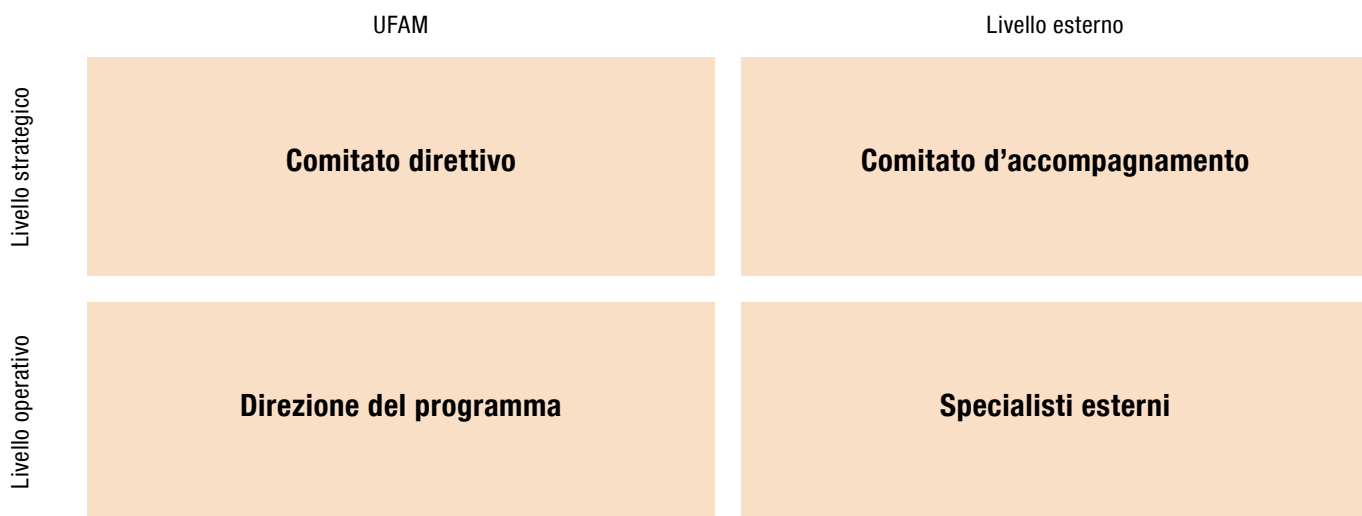 UFAM
Livello esterno
Livello strategico
Comitato direttivo
Comitato d’accompagnamento
Livello operativo
Direzione del programma
Specialisti esterni